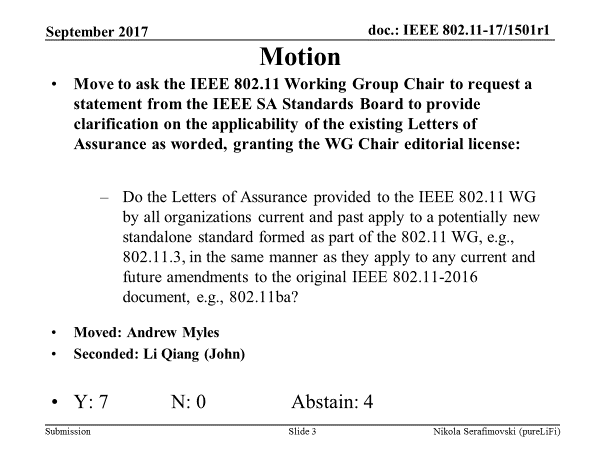 September 2017 doc.: IEEE 802.11-17/1501r1
Motion
• Move to ask the IEEE 802.11 Working Group Chair to request a
statement from the IEEE SA Standards Board to provide
clarification on the applicability of the existing Letters of
Assurance as worded, granting the WG Chair editorial license:
– Do the Letters of Assurance provided to the IEEE 802.11 WG
by all organizations current and past apply to a potentially new
standalone standard formed as part of the 802.11 WG, e.g.,
802.11.3, in the same manner as they apply to any current and
future amendments to the original IEEE 802.11-2016
document, e.g., 802.11ba?
• Moved: Andrew Myles
• Seconded: Li Qiang (John)
• Y: 7 N: 0 Abstain: 4
Submission Slide 3 Nikola Serafimovski (pureLiFi)